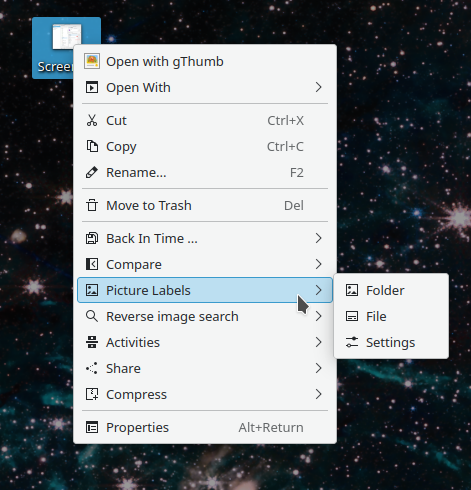 Open with gThumb
Open With
Cut Ctrl+X
Copy Ctrl+C
Rename... F2
Move to Trash Del
Back In Time ...
Compare
Picture Labels
Reverse image search
Activities
Share
Compress
Properties Alt+Return
Folder
File
Settings